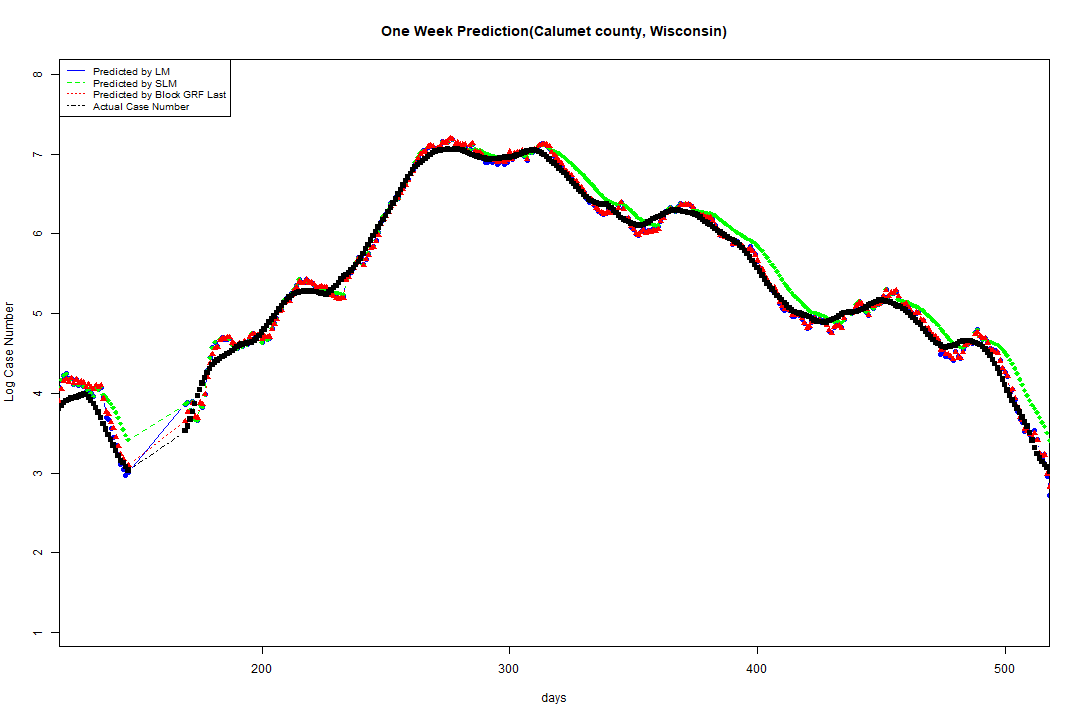 One Week Prediction(Calumet county, Wisconsin)
Predicted by LM
Predicted by SLM
Predicted by Block GRF Last
Actual Case Number
8
7
6
5
4
3
2
1
Log Case Number
200 300 400 500
days